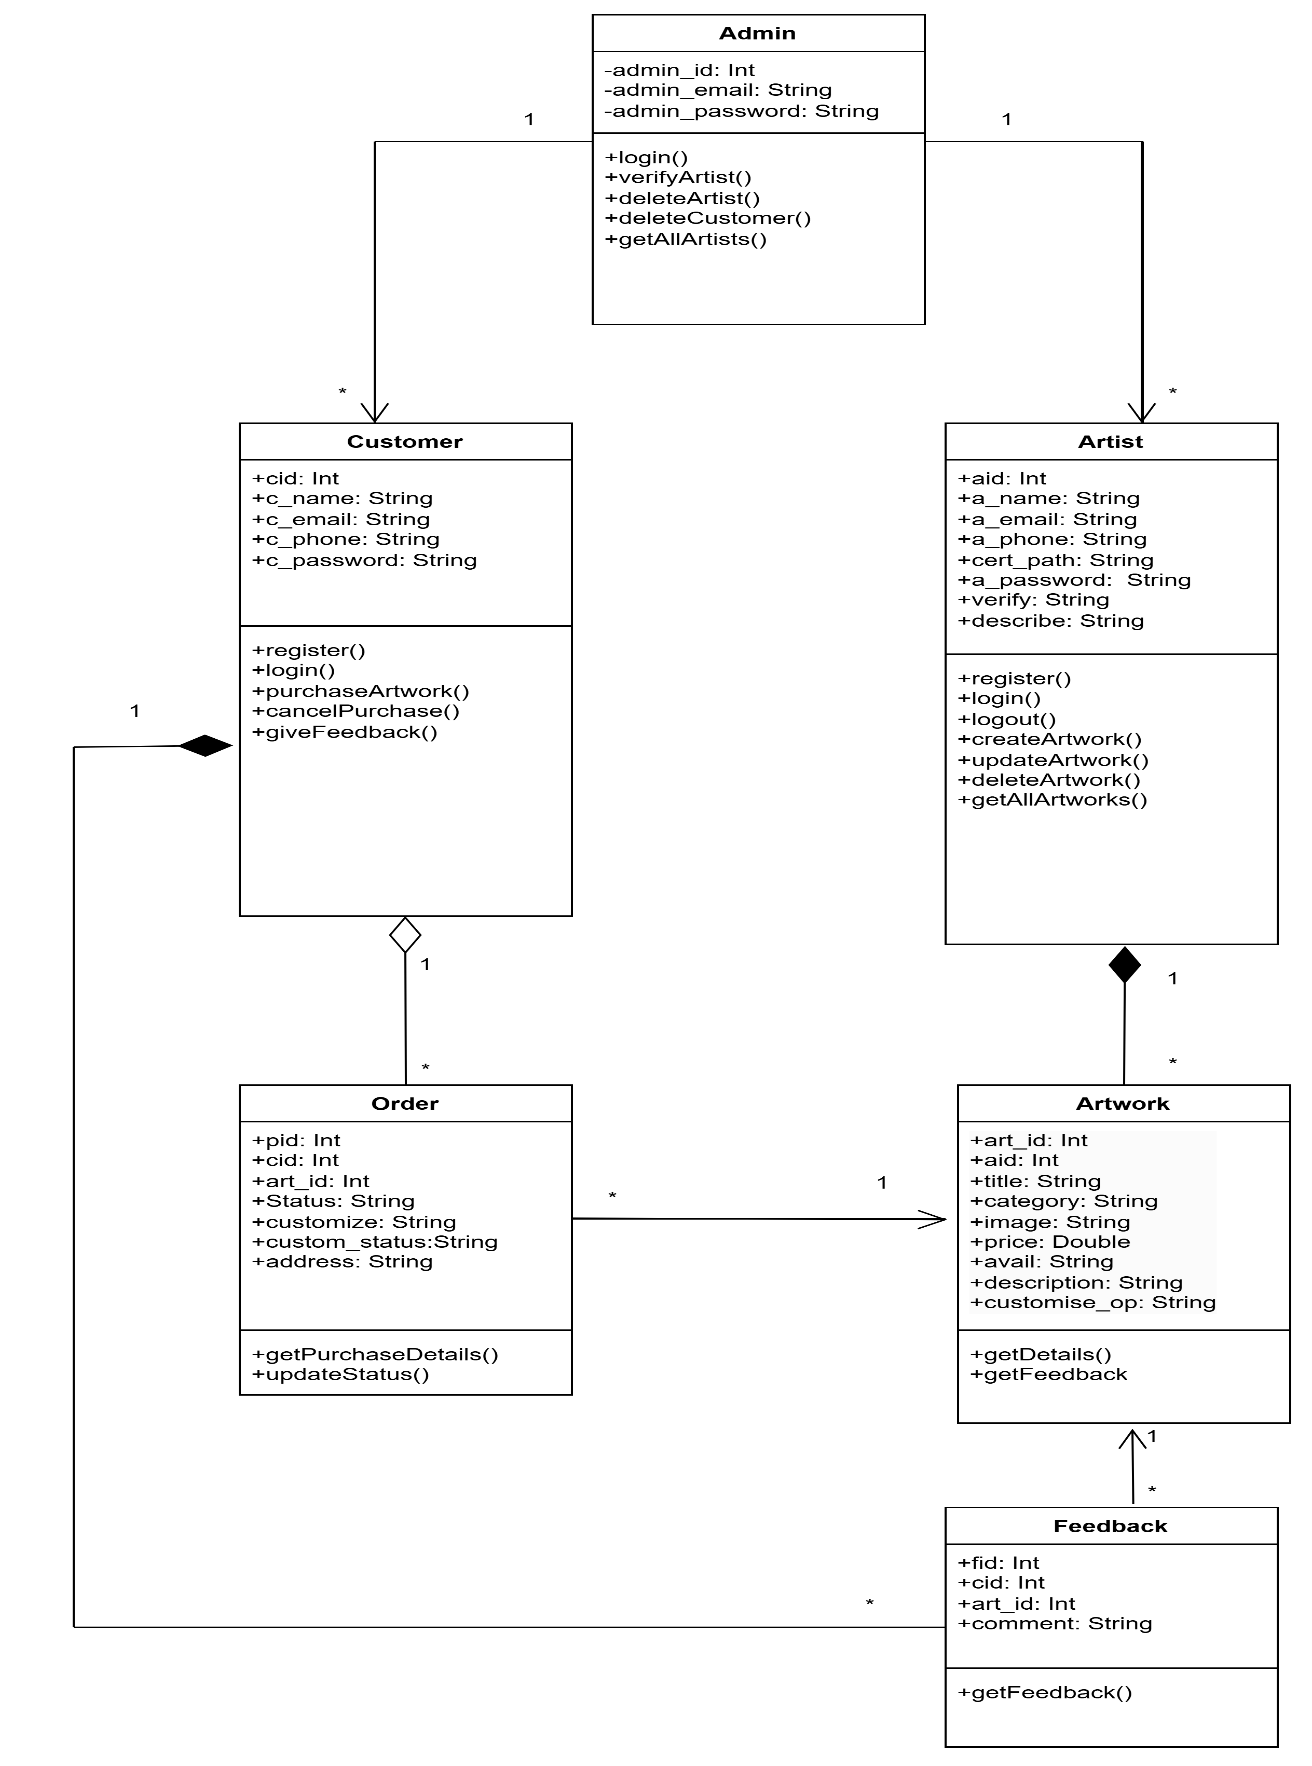 Admin
-admin_id: Int
-admin_email: String
-admin_password: String
+login()
+verifyArtist()
+deleteArtist()
+deleteCustomer()
+getAllArtists()
1
1
*
*
Customer
+cid: Int
+c_name: String
+c_email: String
+c_phone: String
+c_password: String
+register()
+login()
+purchaseArtwork()
+cancelPurchase()
+giveFeedback()
Artist
+aid: Int
+a_name: String
+a_email: String
+a_phone: String
+cert_path: String
+a_password:  String
+verify: String
+describe: String
+register()
+login()
+logout()
+createArtwork()
+updateArtwork()
+deleteArtwork()
+getAllArtworks()
1
1
*
1
*
Order
+pid: Int
+cid: Int
+art_id: Int
+Status: String
+customize: String
+custom_status:String
+address: String
+getPurchaseDetails()
+updateStatus()
*
1
Artwork
+art_id: Int
+aid: Int
+title: String
+category: String
+image: String
+price: Double
+avail: String
+description: String
+customise_op: String
+getDetails()
+getFeedback
1
*
Feedback
+fid: Int
+cid: Int
+art_id: Int
+comment: String
+getFeedback()
*